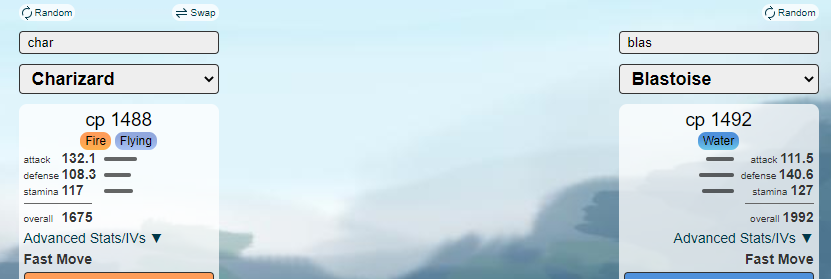 Random
Swap
Random
char
blas
Charizard
Blastoise
cp 1488
Fire
Flying
attack 132.1
defense 108.3
stamina 117
overall 1675
Advanced Stats/IVs ▼
Fast Move
cp 1492
Water
attack 111.5
defense 140.6
stamina 127
overall 1992
Advanced Stats/IVs ▼
Fast Move